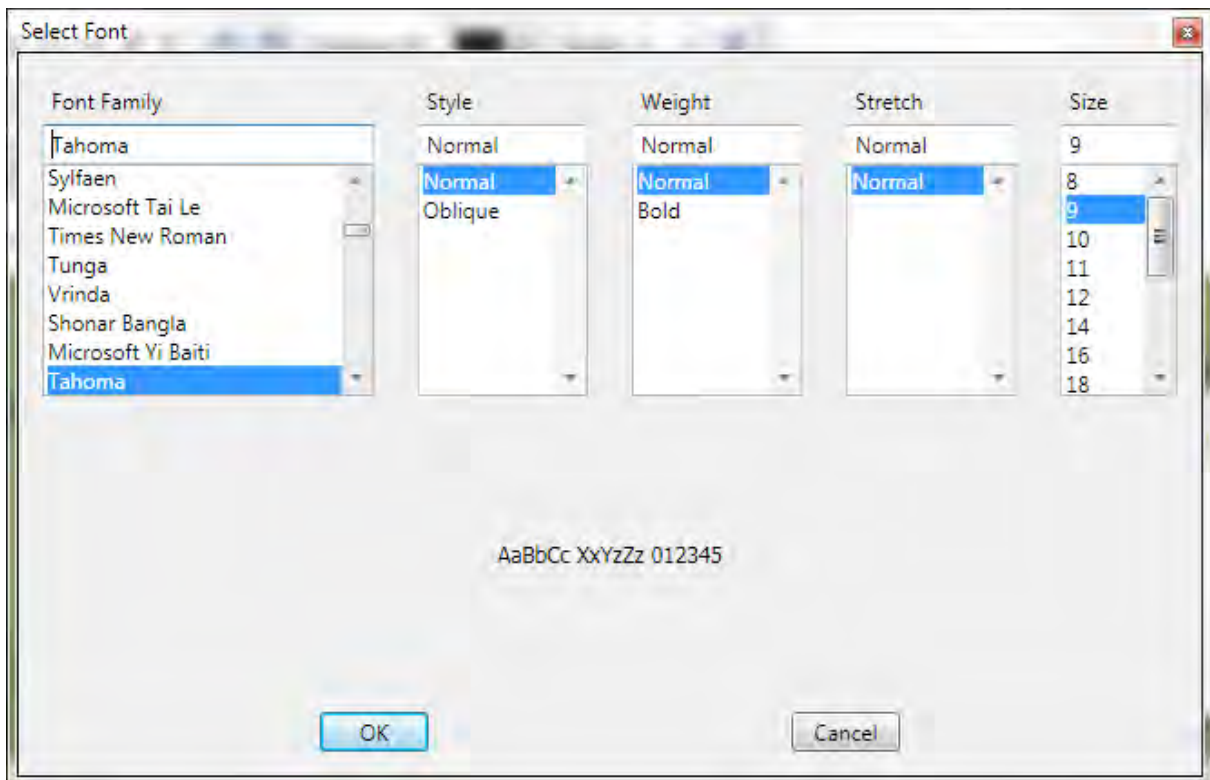 Select Font
Font Family Style Weight Stretch Size
Tahoma Normal Normal Normal 9
Sylfaen Normal Normal Normal 8
Microsoft Tai Le Oblique Bold 9
Times New Roman 10
Tunga 11
Vrinda 12
Shonar Bangla 14
Microsoft Yi Baiti 16
Tahoma 18
AaBbCc XxYzZz 012345
OK Cancel